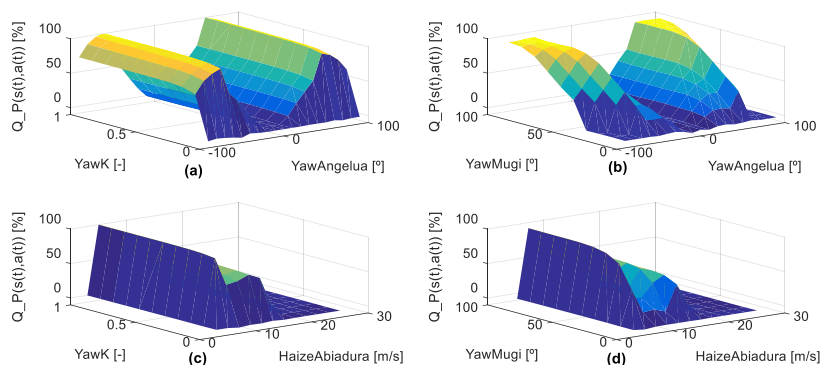 Q_P(s(t),a(t)) [%]
100
50
0
1
0.5
0
-100
0
100
YawK [-]
(a)
YawAngelua [º]
Q_P(s(t),a(t)) [%]
100
50
0
100
50
0
-100
0
100
YawMugi [º]
(b)
YawAngelua [º]
Q_P(s(t),a(t)) [%]
100
50
0
1
0.5
0
0
10
20
30
YawK [-]
(c)
HaizeAbiadura [m/s]
Q_P(s(t),a(t)) [%]
100
50
0
100
50
0
0
10
20
30
YawMugi [º]
(d)
HaizeAbiadura [m/s]